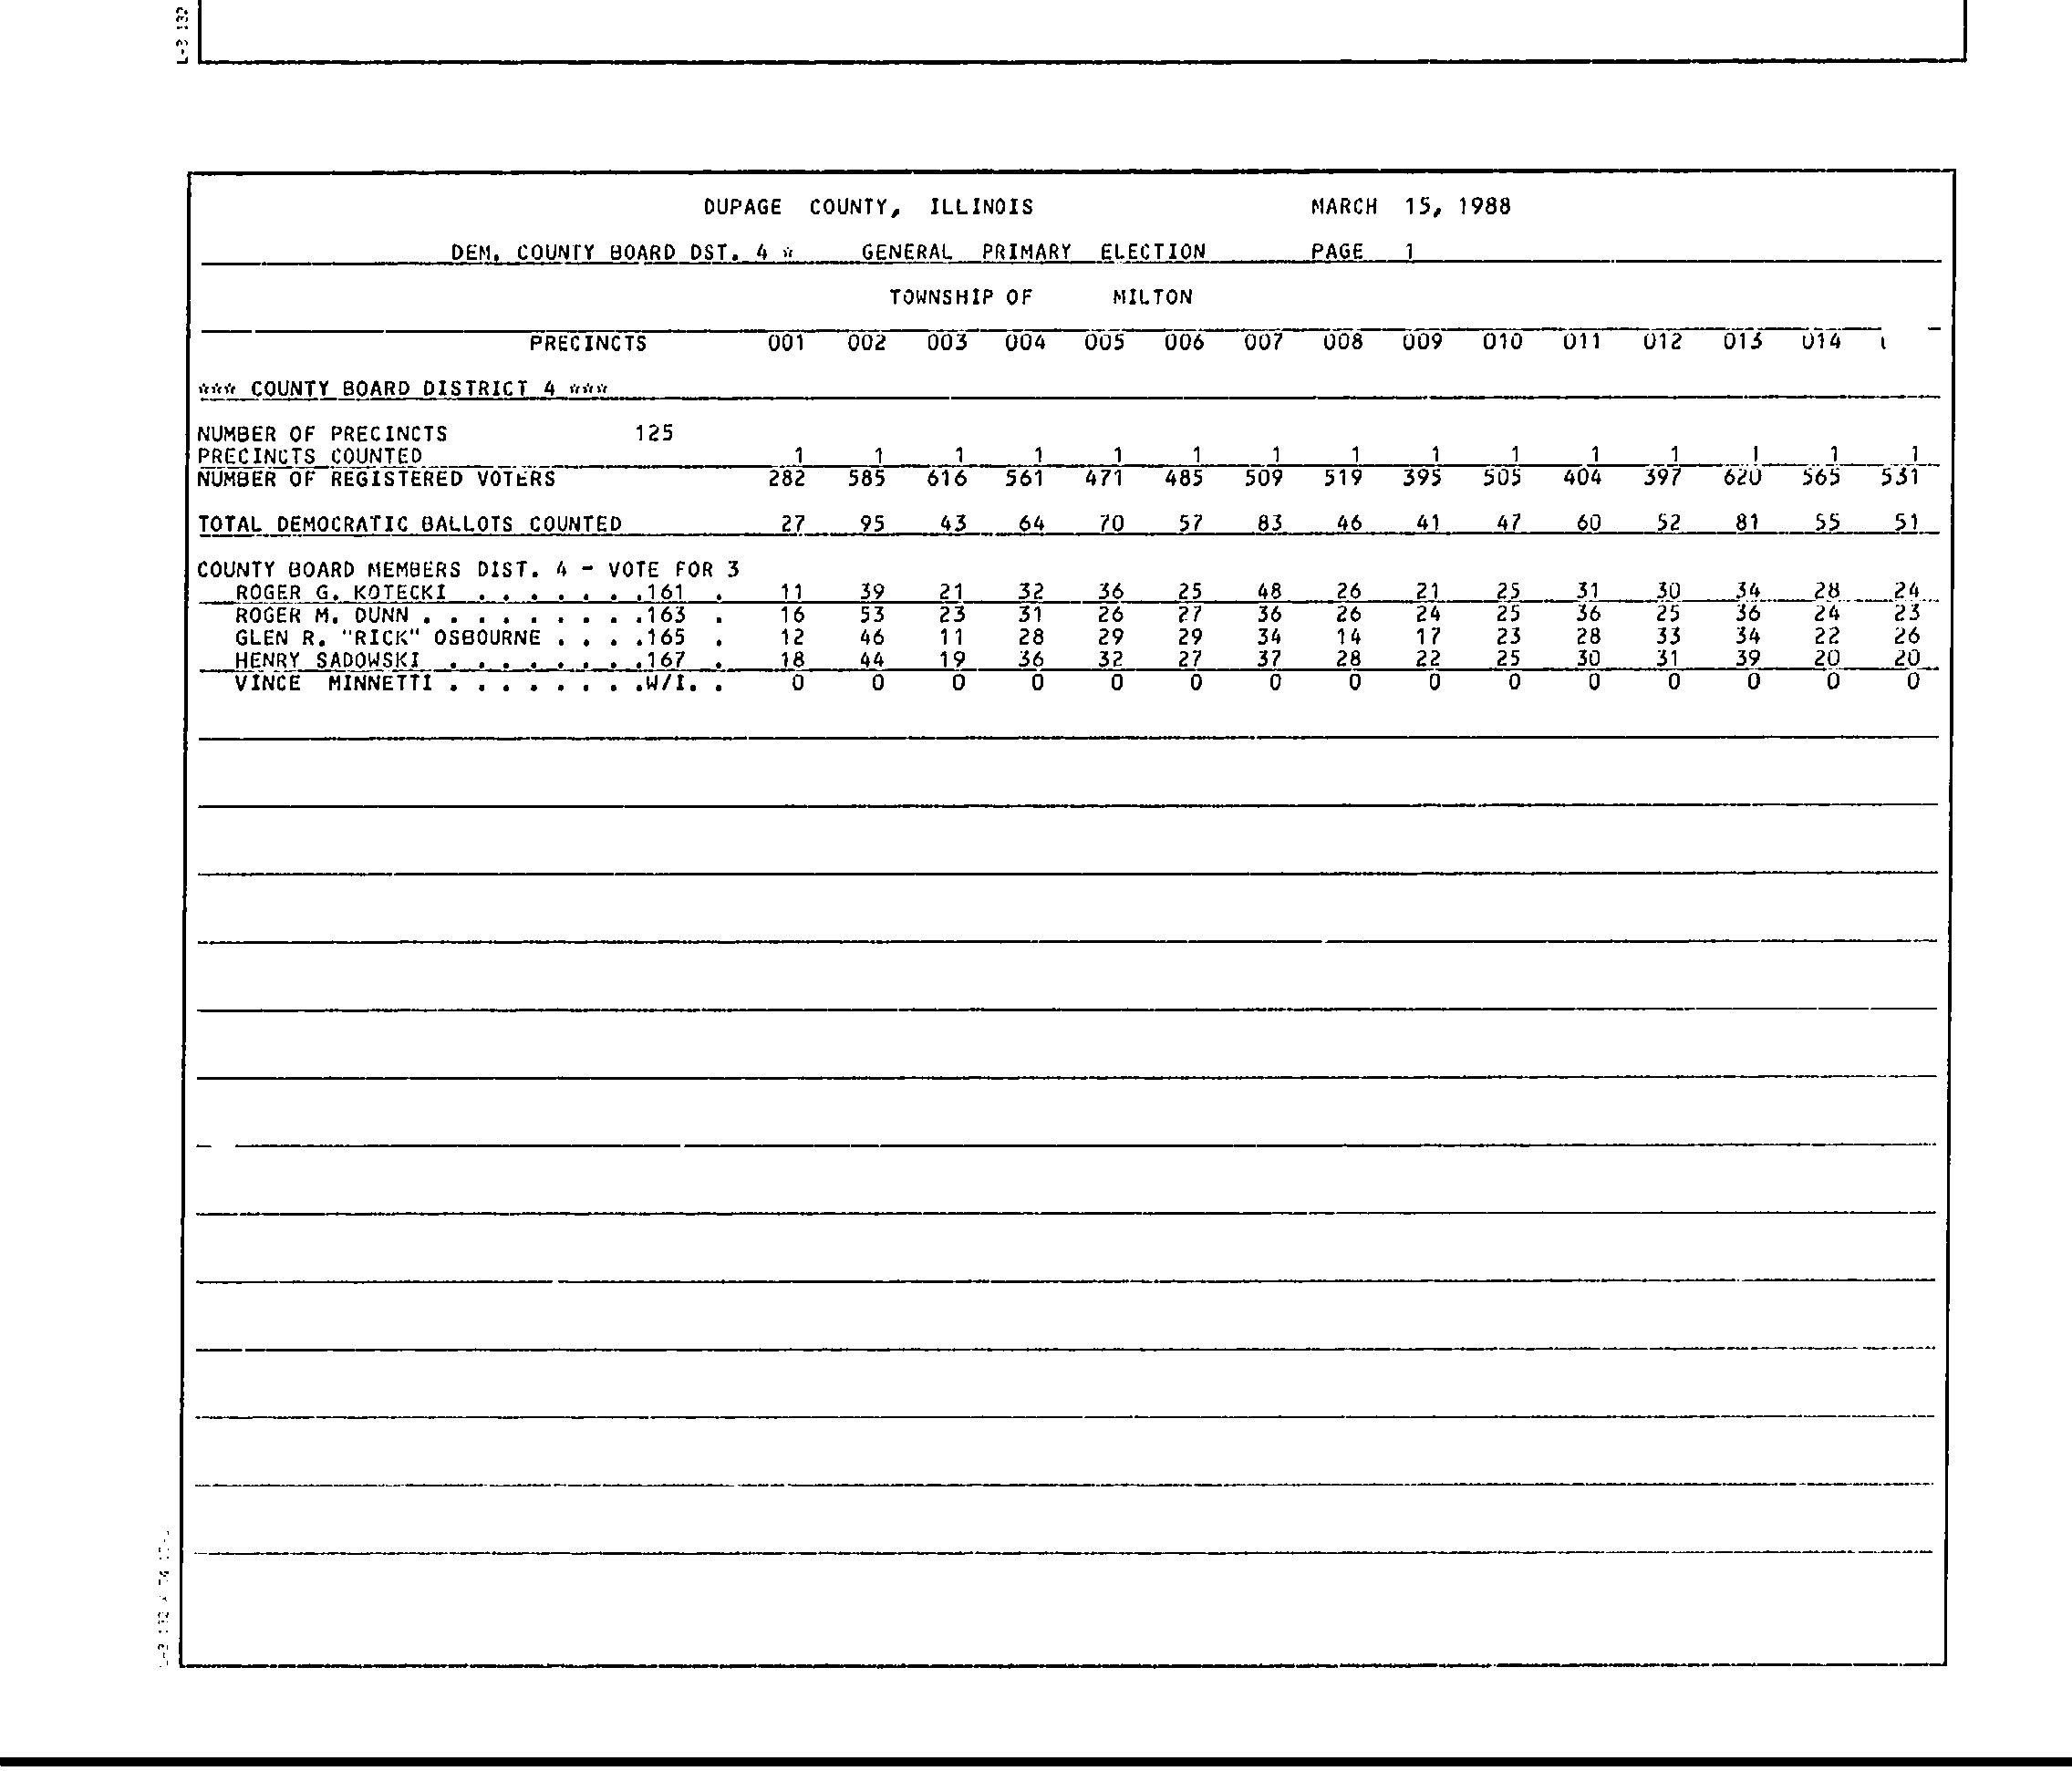 L-B 132
DUPAGE COUNTY, ILLINOIS MARCH 15, 1988
DEM. COUNTY BOARD DST. 4 * GENERAL PRIMARY ELECTION PAGE 1
TOWNSHIP OF MILTON
PRECINCTS 001 002 003 004 005 006 007 008 009 010 011 012 013 014
*** COUNTY BOARD DISTRICT 4 ***
NUMBER OF PRECINCTS 125
PRECINCTS COUNTED 1 1 1 1 1 1 1 1 1 1 1 1 1 1 1
NUMBER OF REGISTERED VOTERS 282 585 616 561 471 485 509 519 395 505 404 397 620 565 531
TOTAL DEMOCRATIC BALLOTS COUNTED 27 95 43 64 70 57 83 46 41 47 60 52 81 55 51
COUNTY BOARD MEMBERS DIST. 4 - VOTE FOR 3
ROGER G. KOTECKI . . . . . . .161 . 11 39 21 32 36 25 48 26 21 25 31 30 34 28 24
ROGER M. DUNN . . . . . . . . .163 . 16 53 23 31 26 27 36 26 24 25 36 25 36 24 23
GLEN R. "RICK" OSBOURNE . . . .165 . 12 46 11 28 29 29 34 14 17 23 28 33 34 22 26
HENRY SADOWSKI . . . . . . . .167 . 18 44 19 36 32 27 37 28 22 25 30 31 39 20 20
VINCE MINNETTI . . . . . . . .W/I. . 0 0 0 0 0 0 0 0 0 0 0 0 0 0 0